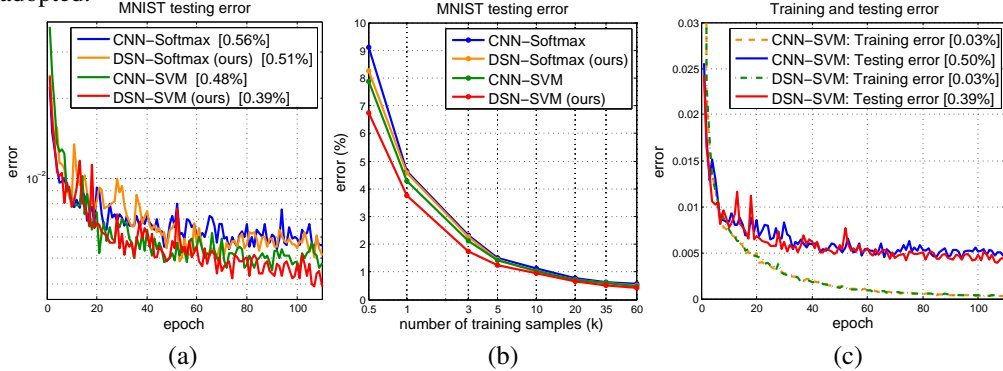 adopted.
MNIST testing error
CNN−Softmax [0.56%]
DSN−Softmax (ours) [0.51%]
CNN−SVM [0.48%]
DSN−SVM (ours) [0.39%]
error
10−2
0 20 40 60 80 100
epoch
(a)
MNIST testing error
CNN−Softmax
DSN−Softmax (ours)
CNN−SVM
DSN−SVM (ours)
error (%)
10
9
8
7
6
5
4
3
2
1
0
0.5 1 3 5 10 20 35 60
number of training samples (k)
(b)
Training and testing error
CNN−SVM: Training error [0.03%]
CNN−SVM: Testing error [0.50%]
DSN−SVM: Training error [0.03%]
DSN−SVM: Testing error [0.39%]
error
0.03
0.025
0.02
0.015
0.01
0.005
0
0 20 40 60 80 100
epoch
(c)